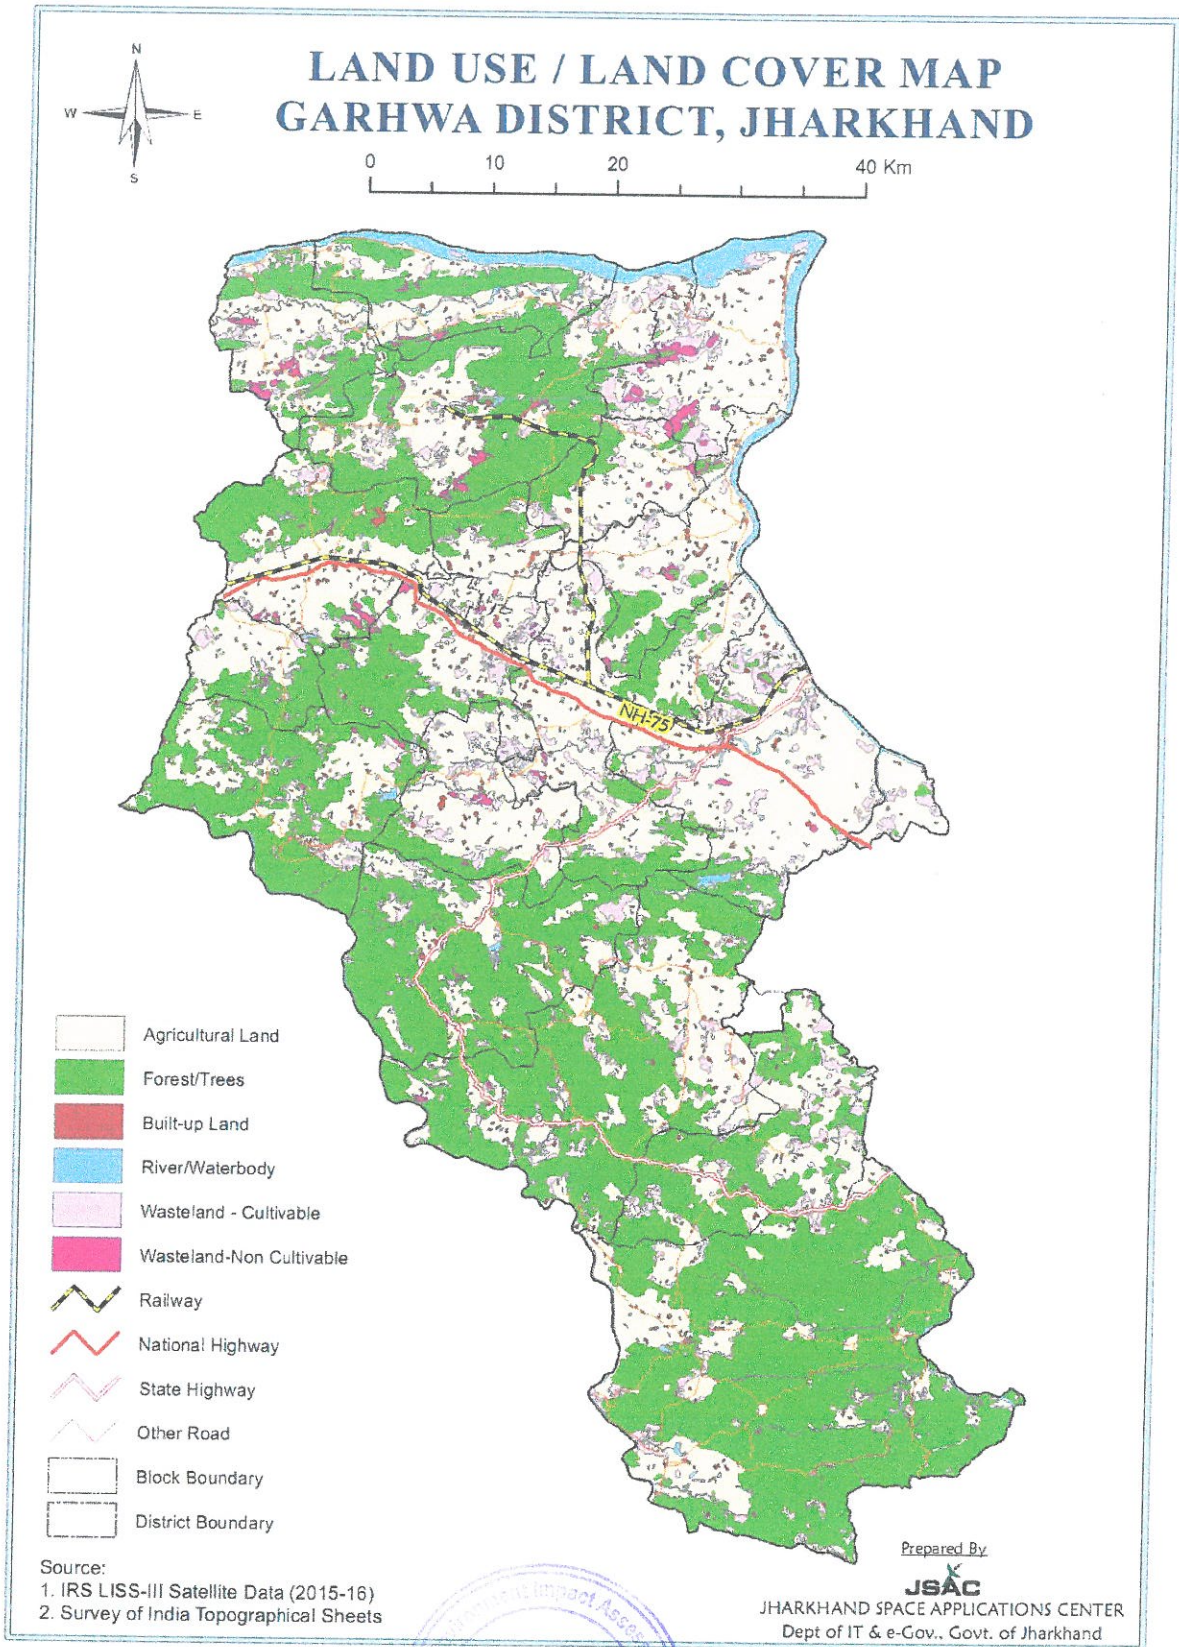 N
W E
S
LAND USE / LAND COVER MAP
GARHWA DISTRICT, JHARKHAND
0 10 20 40 Km
NH-75
Agricultural Land
Forest/Trees
Built-up Land
River/Waterbody
Wasteland - Cultivable
Wasteland-Non Cultivable
Railway
National Highway
State Highway
Other Road
Block Boundary
District Boundary
Source:
1. IRS LISS-III Satellite Data (2015-16)
2. Survey of India Topographical Sheets
Impact Assess
Prepared By
JSAC
JHARKHAND SPACE APPLICATIONS CENTER
Dept of IT & e-Gov., Govt. of Jharkhand